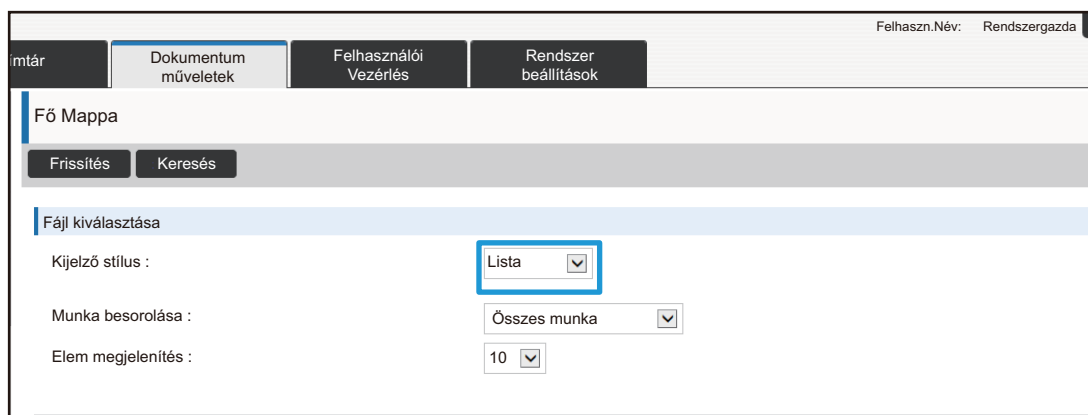 Felhaszn.Név: Rendszergazda
ímtár
Dokumentum
műveletek
Felhasználói
Vezérlés
Rendszer
beállítások
Fő Mappa
Frissítés Keresés
Fájl kiválasztása
Kijelző stílus : Lista
Munka besorolása : Összes munka
Elem megjelenítés : 10